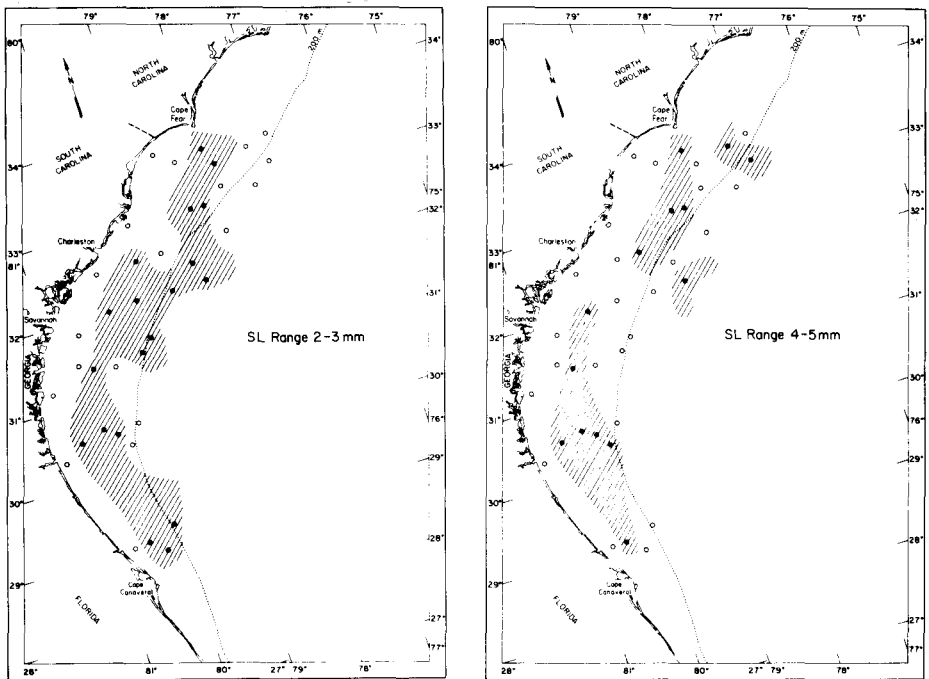 79° 78° 77° 76° 75°
80° 34°
200 m
N
NORTH
CAROLINA
Cape
Fear
33°
SOUTH
CAROLINA
34°
75°
32°
Charleston
33°
81°
31°
Savannah
SL Range 2-3mm
32°
GEORGIA
30°
31°
76°
29°
30°
28°
Cape
Canaveral
29°
FLORIDA
27°
77°
28° 81° 80° 27° 79° 78°
79° 78° 77° 76° 75°
80° 34°
200 m
N
NORTH
CAROLINA
Cape
Fear
33°
SOUTH
CAROLINA
34°
75°
32°
Charleston
33°
81°
31°
Savannah
SL Range 4-5mm
32°
GEORGIA
30°
31°
76°
29°
30°
28°
Cape
Canaveral
29°
FLORIDA
27°
77°
28° 81° 80° 27° 79° 78°